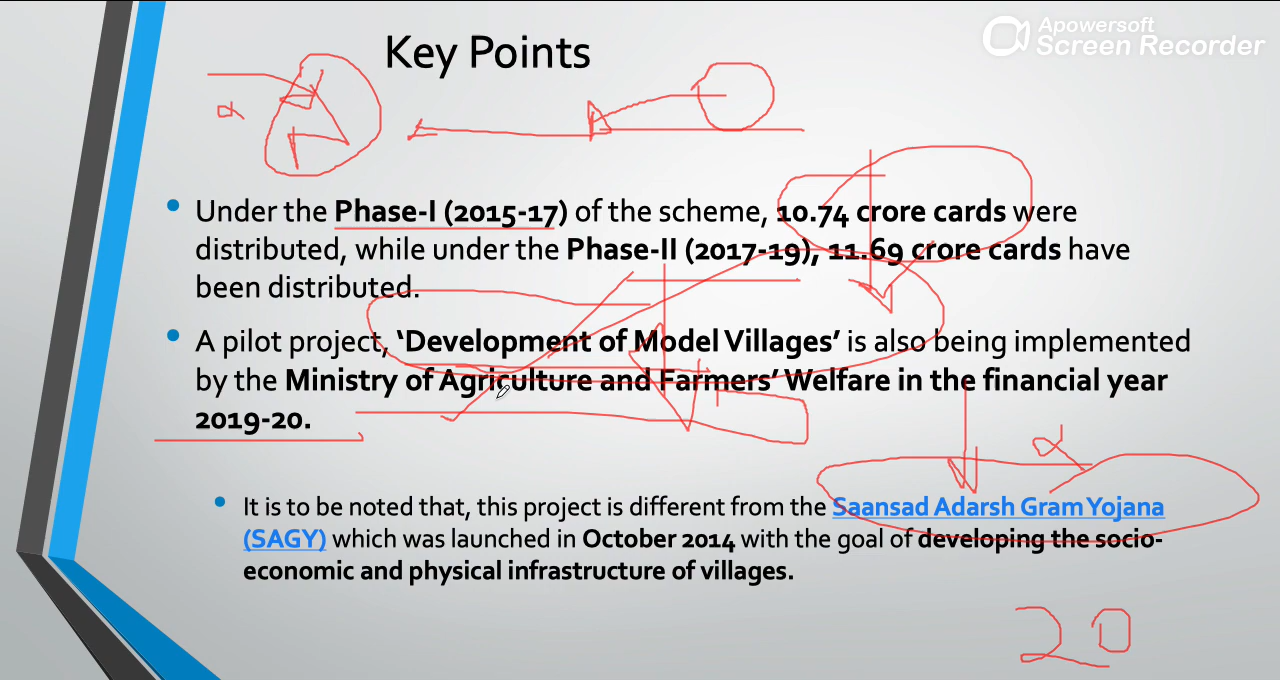 Apowersoft
Screen Recorder
Key Points
α
• Under the Phase-I (2015-17) of the scheme, 10.74 crore cards were
distributed, while under the Phase-II (2017-19), 11.69 crore cards have
been distributed.
• A pilot project, ‘Development of Model Villages’ is also being implemented
by the Ministry of Agriculture and Farmers’ Welfare in the financial year
2019-20.
• It is to be noted that, this project is different from the Saansad Adarsh Gram Yojana
(SAGY) which was launched in October 2014 with the goal of developing the socio-
economic and physical infrastructure of villages.
20